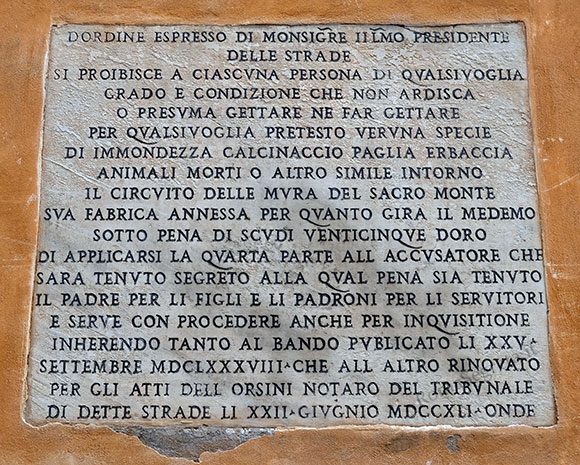 DORDINE ESPRESSO DI MONSIGRE ILLMO PRESIDENTE
DELLE STRADE
SI PROIBISCE A CIASCVNA PERSONA DI QVALSIVOGLIA
GRADO E CONDIZIONE CHE NON ARDISCA
O PRESVMA GETTARE NE FAR GETTARE
PER QVALSIVOGLIA PRETESTO VERVNA SPECIE
DI IMMONDEZZA CALCINACCIO PAGLIA ERBACCIA
ANIMALI MORTI O ALTRO SIMILE INTORNO
IL CIRCVITO DELLE MVRA DEL SACRO MONTE
SVA FABRICA ANNESSA PER QVANTO GIRA IL MEDEMO
SOTTO PENA DI SCVDI VENTICINQVE DORO
DI APPLICARSI LA QVARTA PARTE ALL ACCVSATORE CHE
SARA TENVTO SEGRETO ALLA QVAL PENA SIA TENVTO
IL PADRE PER LI FIGLI E LI PADRONI PER LI SERVITORI
E SERVE CON PROCEDERE ANCHE PER INQVISITIONE
INHERENDO TANTO AL BANDO PVBLICATO LI XXV^
SETTEMBRE MDCLXXXVIII^CHE ALL ALTRO RINOVATO
PER GLI ATTI DELL ORSINI NOTARO DEL TRIBVNALE
DI DETTE STRADE LI XXII^GIVGNIO MDCCXLI^ONDE